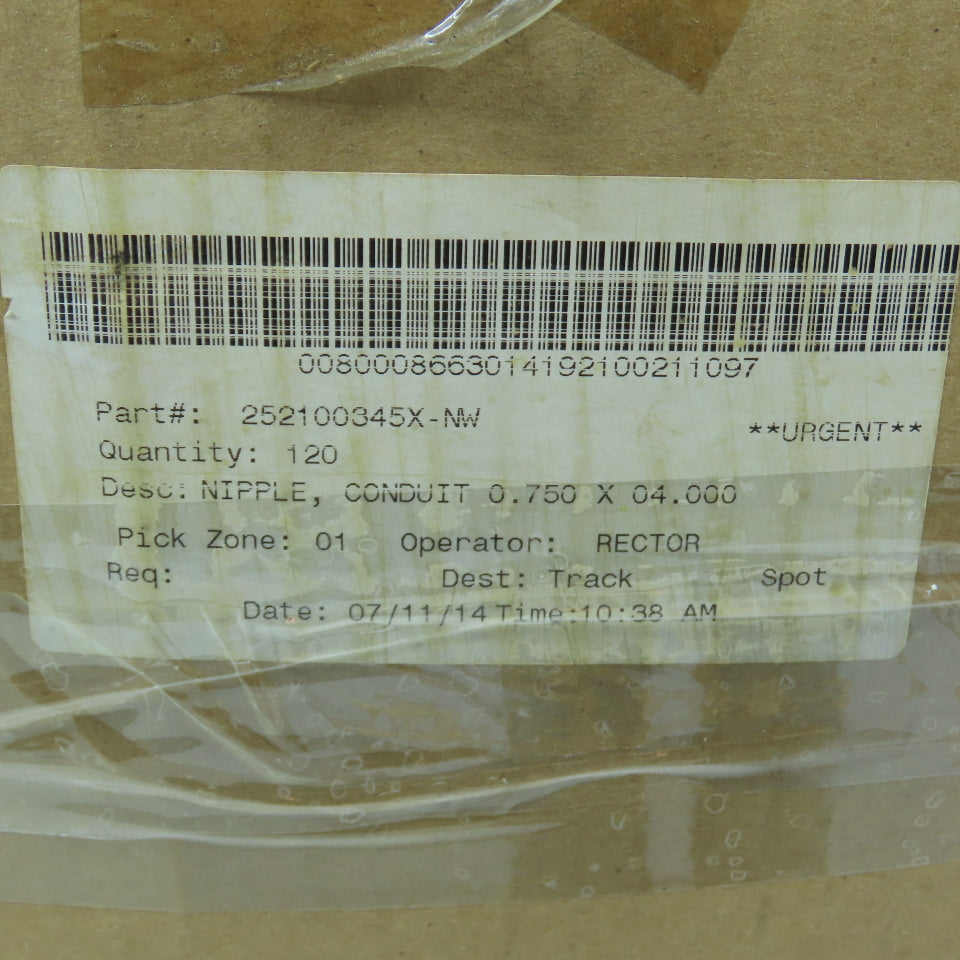 0080008663014192100211097
Part#: 252100345X-NW
**URGENT**
Quantity: 120
Desc: NIPPLE, CONDUIT 0.750 X 04.000
Pick Zone: 01 Operator: RECTOR
Req: Dest: Track Spot
Date: 07/11/14 Time:10:38 AM